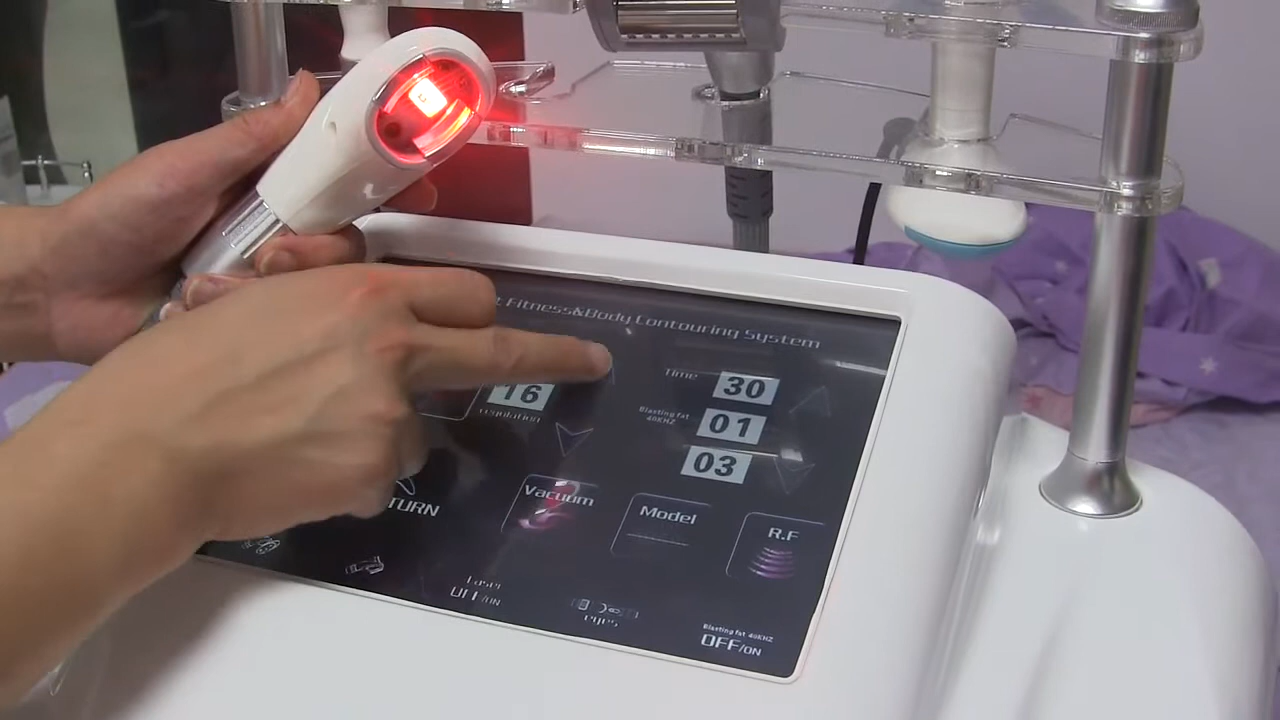 t Fitness&Body Contouring System
Time
30
16
regulation
Blasting fat
40KHZ
01
03
TURN
Vacuum
Model
R.F
Laser
OFF/ON
eyes
Blasting fat 40KHZ
OFF/ON